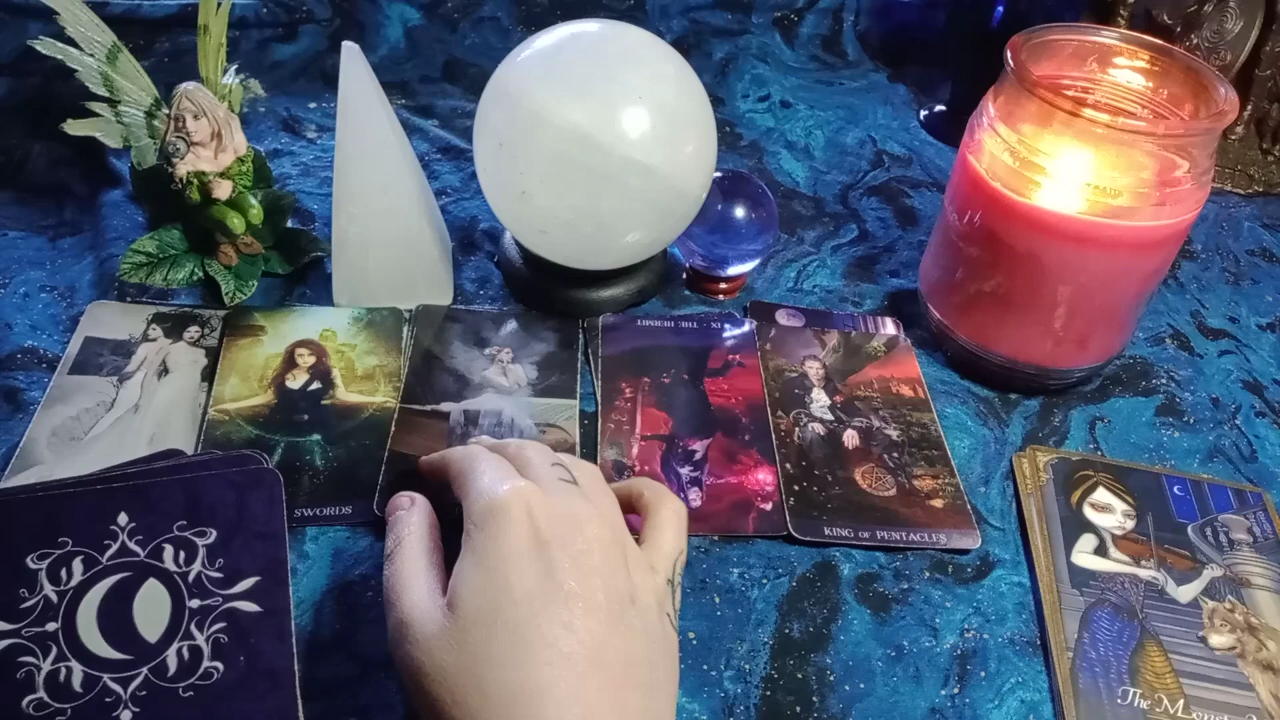 IX · THE HERMIT
SWORDS
KING OF PENTACLES
The